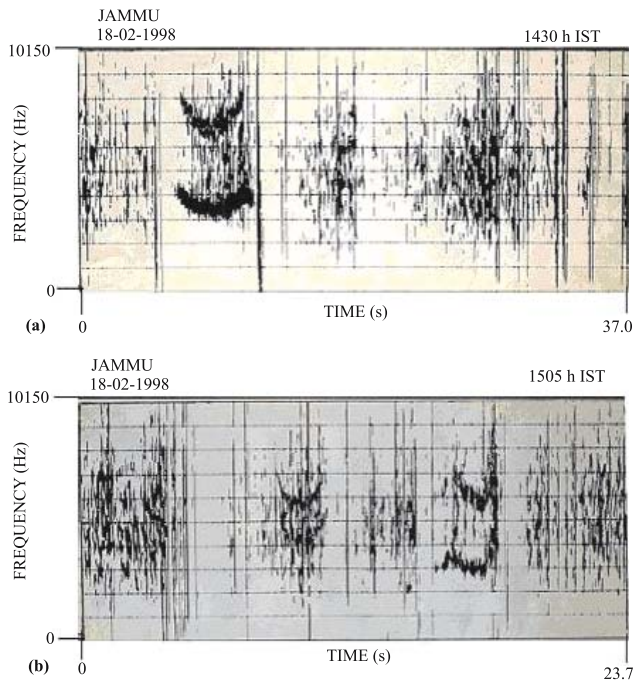 JAMMU
18-02-1998
1430 h IST
10150
FREQUENCY (Hz)
0
TIME (s)
(a)
0
37.0
JAMMU
18-02-1998
1505 h IST
10150
FREQUENCY (Hz)
0
TIME (s)
(b)
0
23.7